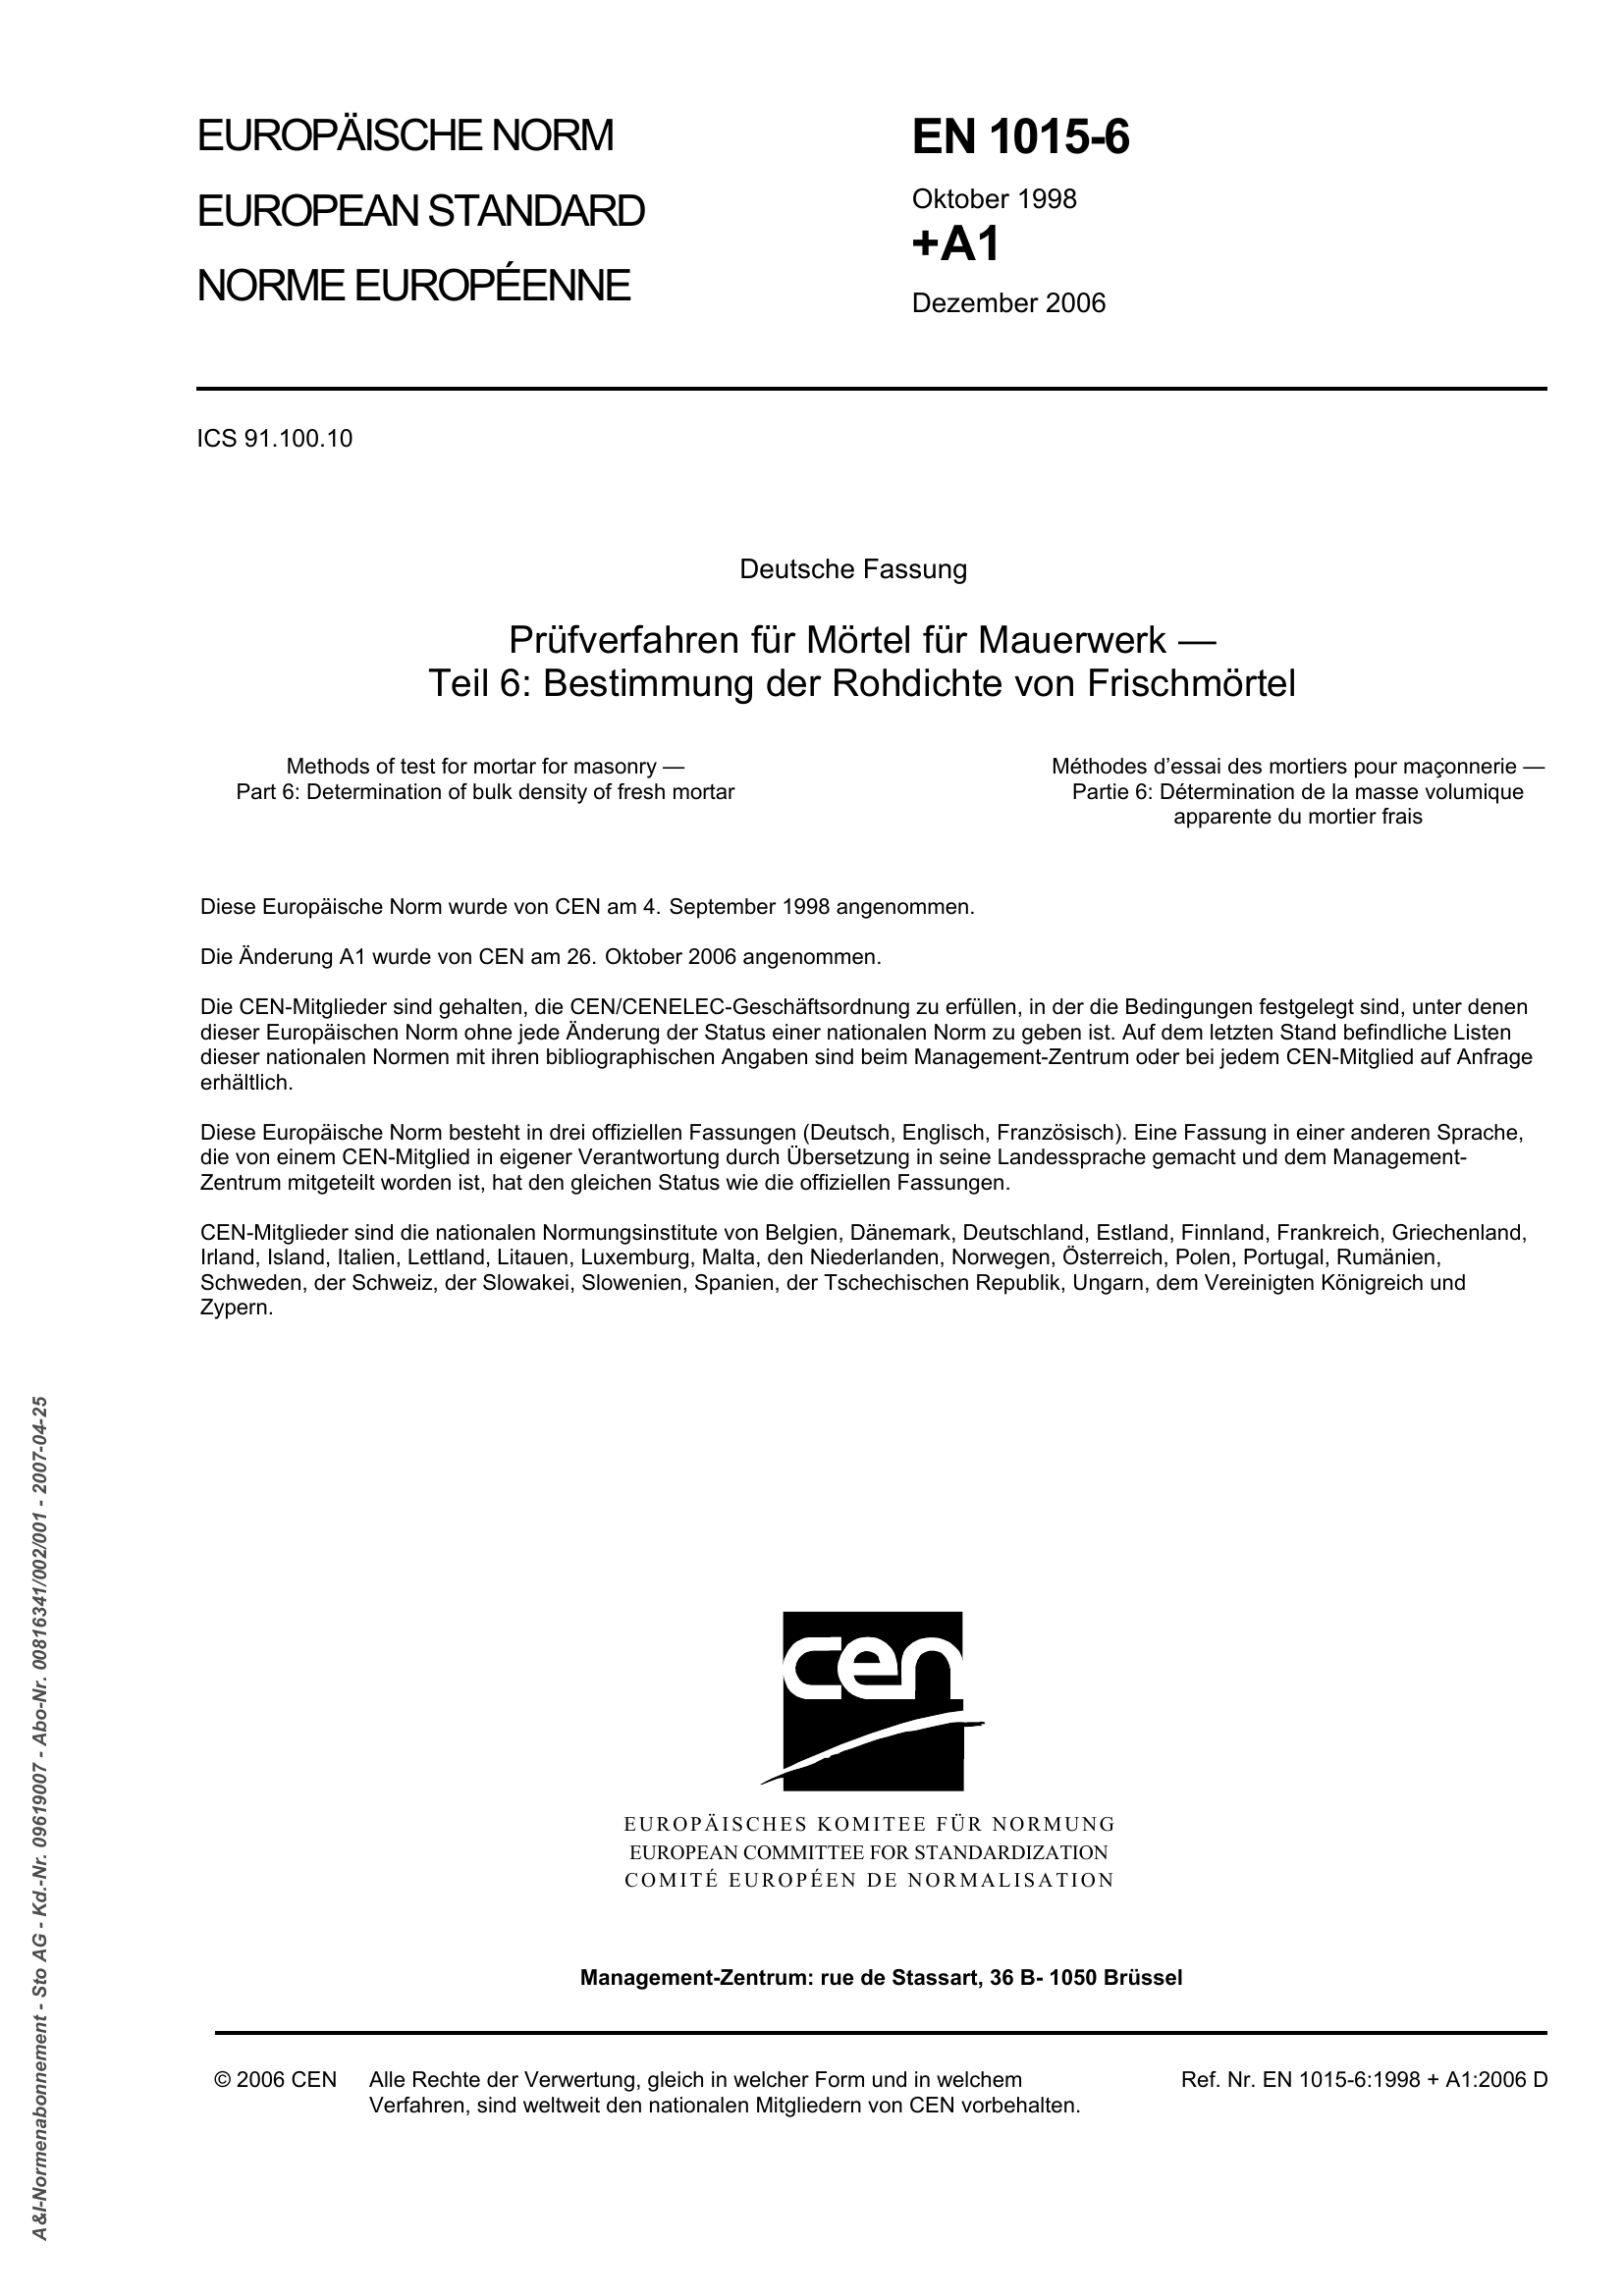 EUROPÄISCHE NORM
EUROPEAN STANDARD
NORME EUROPÉENNE
EN 1015-6
Oktober 1998
+A1
Dezember 2006
ICS 91.100.10
Deutsche Fassung
Prüfverfahren für Mörtel für Mauerwerk —
Teil 6: Bestimmung der Rohdichte von Frischmörtel
Methods of test for mortar for masonry —
Part 6: Determination of bulk density of fresh mortar
Méthodes d’essai des mortiers pour maçonnerie —
Partie 6: Détermination de la masse volumique
apparente du mortier frais
Diese Europäische Norm wurde von CEN am 4. September 1998 angenommen.
Die Änderung A1 wurde von CEN am 26. Oktober 2006 angenommen.
Die CEN-Mitglieder sind gehalten, die CEN/CENELEC-Geschäftsordnung zu erfüllen, in der die Bedingungen festgelegt sind, unter denen
dieser Europäischen Norm ohne jede Änderung der Status einer nationalen Norm zu geben ist. Auf dem letzten Stand befindliche Listen
dieser nationalen Normen mit ihren bibliographischen Angaben sind beim Management-Zentrum oder bei jedem CEN-Mitglied auf Anfrage
erhältlich.
Diese Europäische Norm besteht in drei offiziellen Fassungen (Deutsch, Englisch, Französisch). Eine Fassung in einer anderen Sprache,
die von einem CEN-Mitglied in eigener Verantwortung durch Übersetzung in seine Landessprache gemacht und dem Management-
Zentrum mitgeteilt worden ist, hat den gleichen Status wie die offiziellen Fassungen.
CEN-Mitglieder sind die nationalen Normungsinstitute von Belgien, Dänemark, Deutschland, Estland, Finnland, Frankreich, Griechenland,
Irland, Island, Italien, Lettland, Litauen, Luxemburg, Malta, den Niederlanden, Norwegen, Österreich, Polen, Portugal, Rumänien,
Schweden, der Schweiz, der Slowakei, Slowenien, Spanien, der Tschechischen Republik, Ungarn, dem Vereinigten Königreich und
Zypern.
cen
EUROPÄISCHES KOMITEE FÜR NORMUNG
EUROPEAN COMMITTEE FOR STANDARDIZATION
COMITÉ EUROPÉEN DE NORMALISATION
Management-Zentrum: rue de Stassart, 36 B- 1050 Brüssel
© 2006 CEN
Alle Rechte der Verwertung, gleich in welcher Form und in welchem
Verfahren, sind weltweit den nationalen Mitgliedern von CEN vorbehalten.
Ref. Nr. EN 1015-6:1998 + A1:2006 D
A&I-Normenabonnement - Sto AG - Kd.-Nr. 09619007 - Abo-Nr. 00816341/002/001 - 2007-04-25